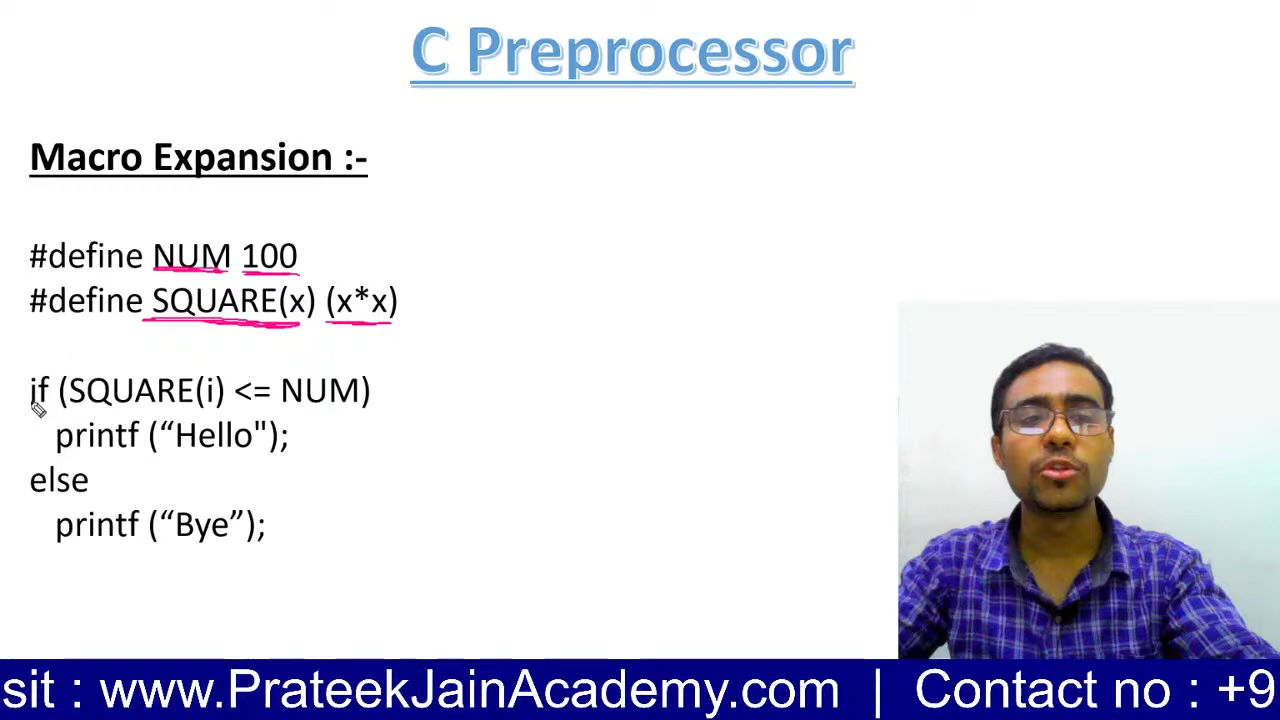 C Preprocessor
Macro Expansion :-
#define NUM 100
#define SQUARE(x) (x*x)
if (SQUARE(i) <= NUM)
printf (“Hello");
else
printf (“Bye”);
sit : www.PrateekJainAcademy.com | Contact no : +9